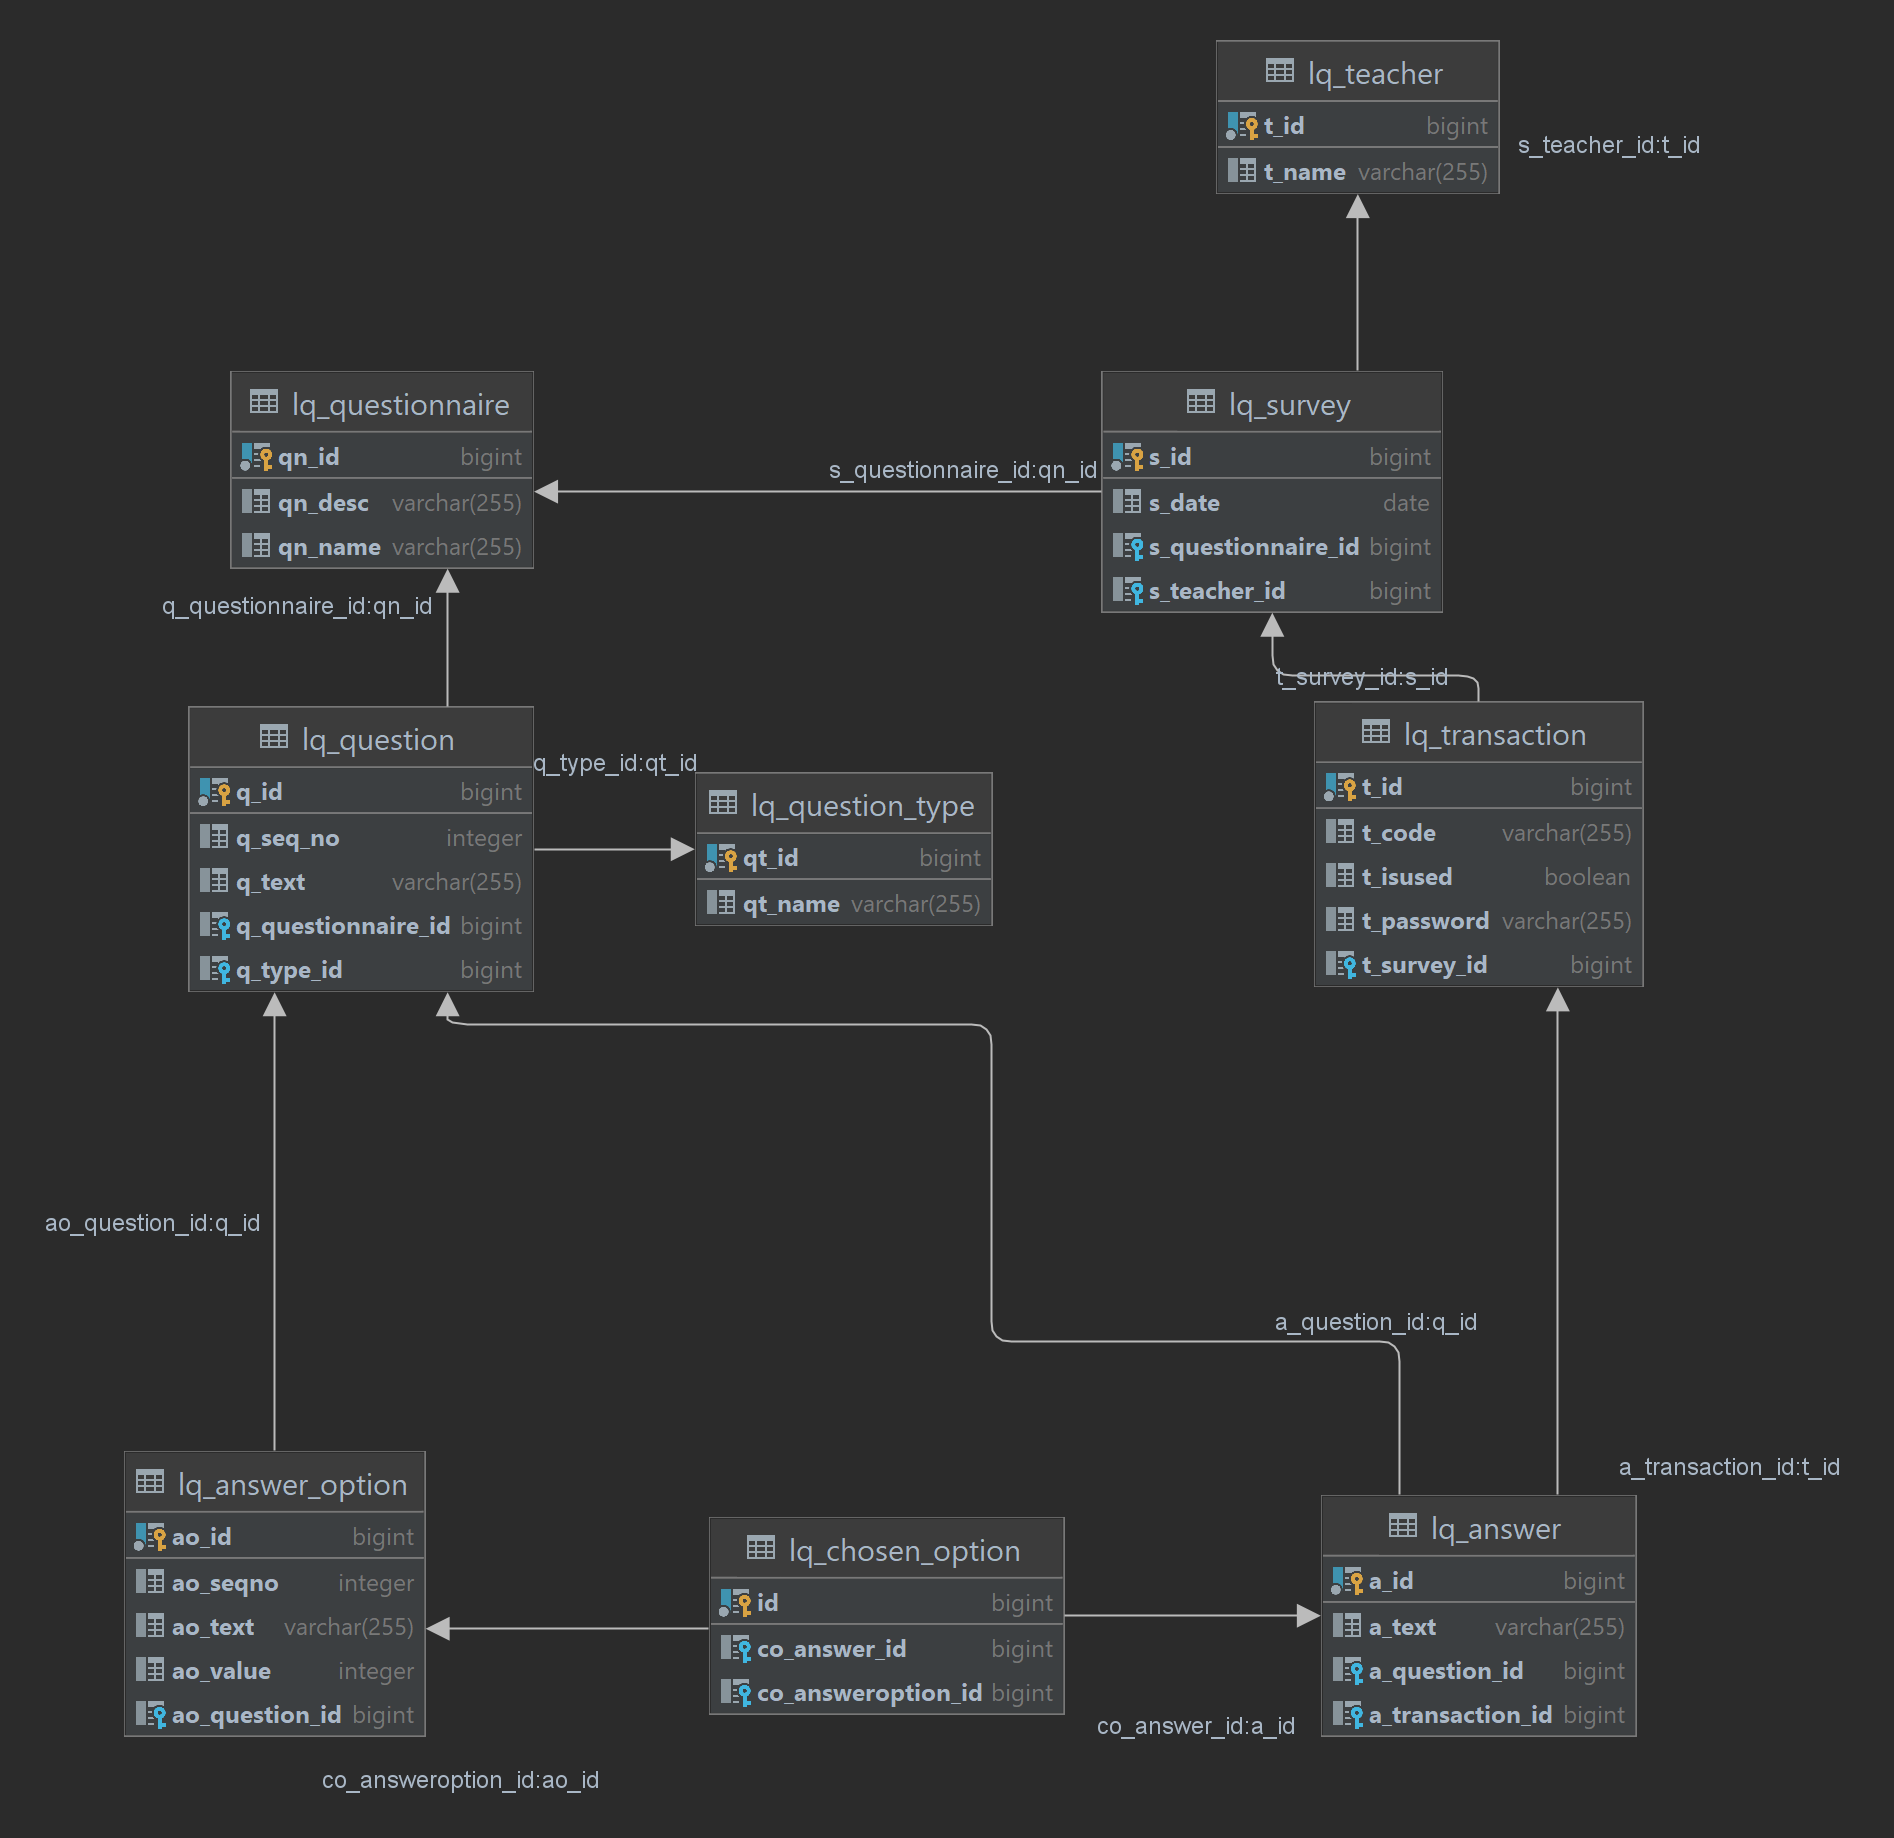 lq_teacher
t_id bigint
t_name varchar(255)
s_teacher_id:t_id
lq_questionnaire
qn_id bigint
qn_desc varchar(255)
qn_name varchar(255)
s_questionnaire_id:qn_id
lq_survey
s_id bigint
s_date date
s_questionnaire_id bigint
s_teacher_id bigint
q_questionnaire_id:qn_id
t_survey_id:s_id
lq_question
q_id bigint
q_seq_no integer
q_text varchar(255)
q_questionnaire_id bigint
q_type_id bigint
q_type_id:qt_id
lq_question_type
qt_id bigint
qt_name varchar(255)
lq_transaction
t_id bigint
t_code varchar(255)
t_isused boolean
t_password varchar(255)
t_survey_id bigint
ao_question_id:q_id
a_question_id:q_id
a_transaction_id:t_id
lq_answer_option
ao_id bigint
ao_seqno integer
ao_text varchar(255)
ao_value integer
ao_question_id bigint
lq_chosen_option
id bigint
co_answer_id bigint
co_answeroption_id bigint
lq_answer
a_id bigint
a_text varchar(255)
a_question_id bigint
a_transaction_id bigint
co_answer_id:a_id
co_answeroption_id:ao_id